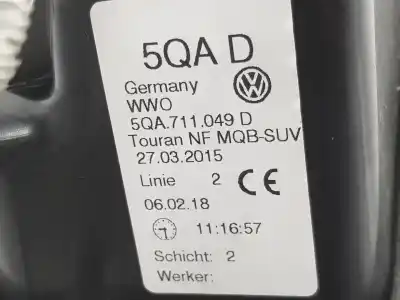 5QA D
Germany
WWO
5QA.711.049 D
Touran NF MQB-SUV
27.03.2015
Linie 2 CE
06.02.18
11:16:57
Schicht: 2
Werker: